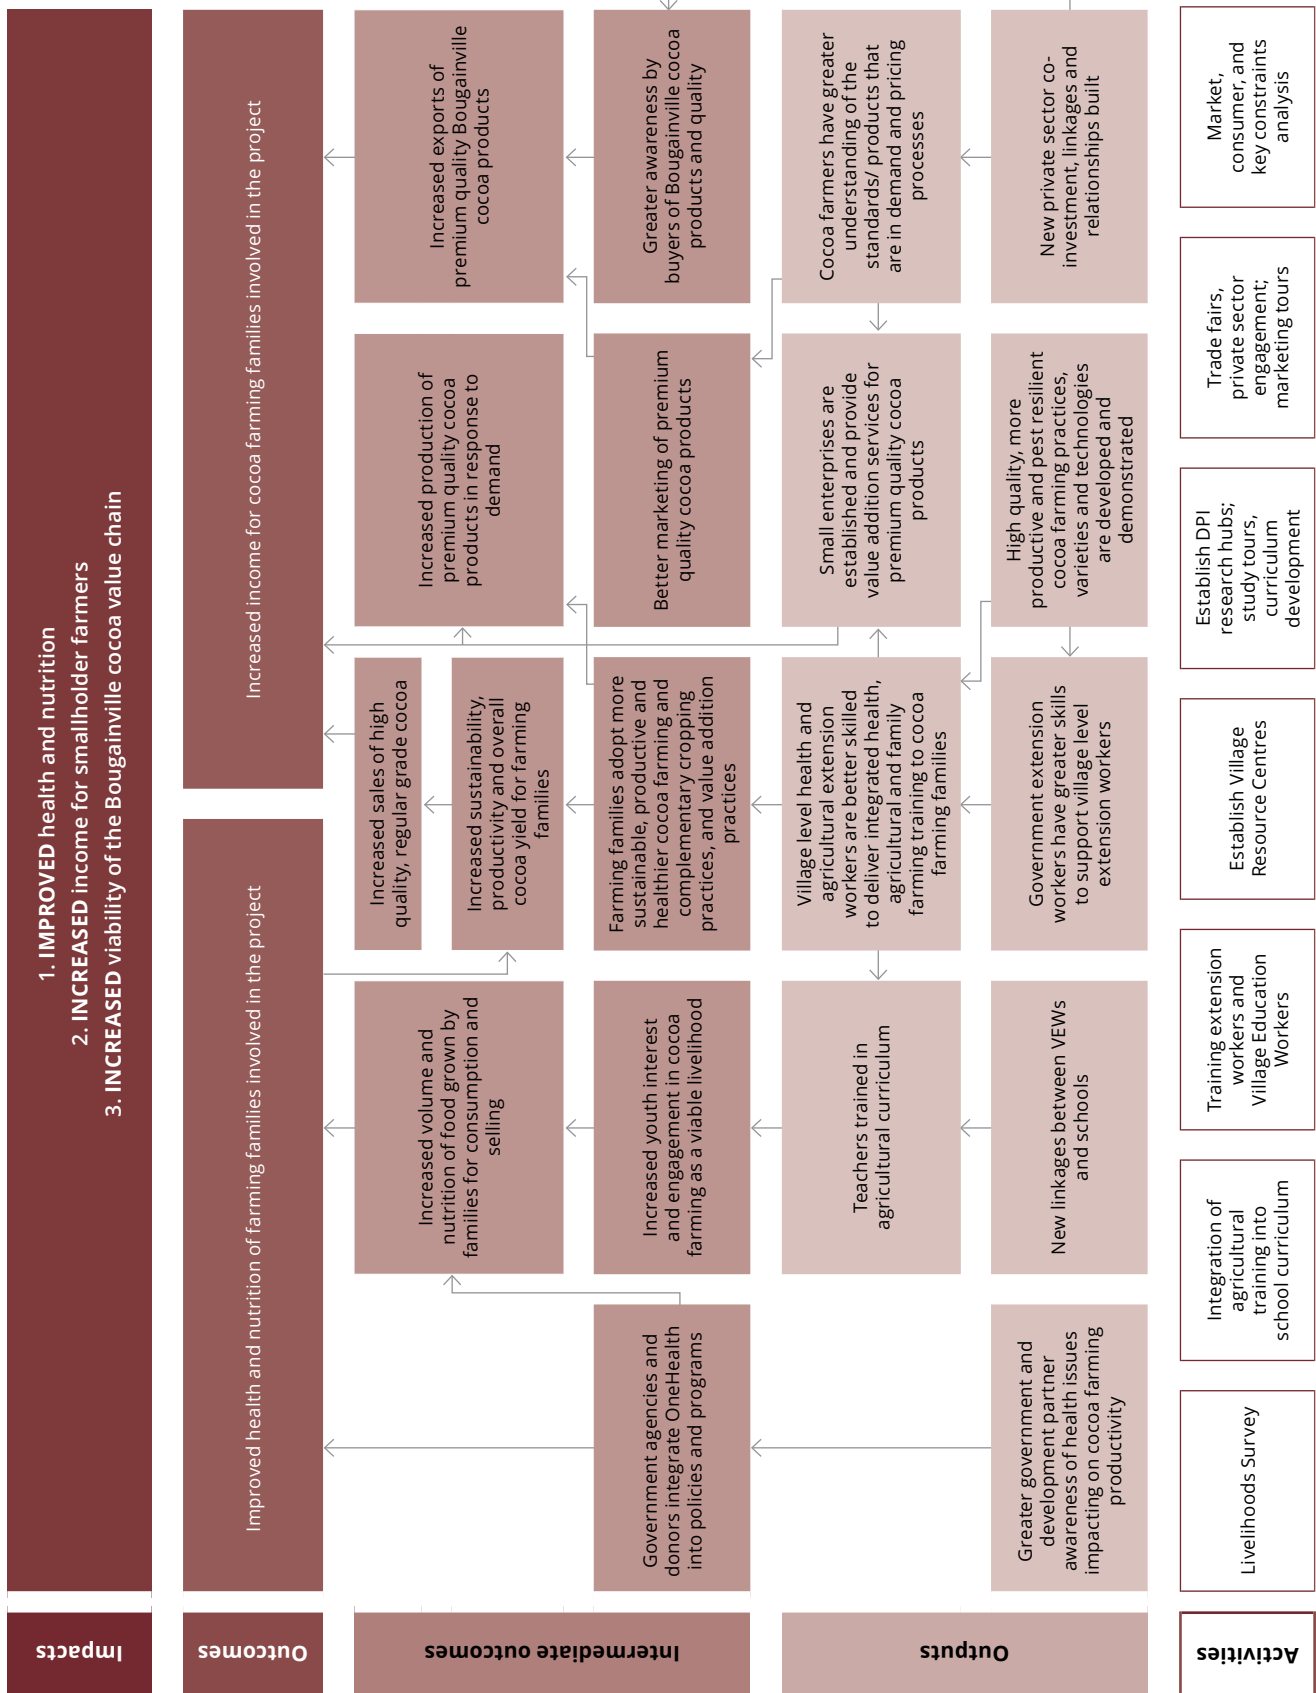 Impacts
1. IMPROVED health and nutrition
2. INCREASED income for smallholder farmers
3. INCREASED viability of the Bougainville cocoa value chain
Outcomes
Improved health and nutrition of farming families involved in the project
Increased income for cocoa farming families involved in the project
Intermediate outcomes
Increased volume and
nutrition of food grown by
families for consumption and
selling
Increased sales of high
quality, regular grade cocoa
Increased sustainability,
productivity and overall
cocoa yield for farming
families
Increased production of
premium quality cocoa
products in response to
demand
Increased exports of
premium quality Bougainville
cocoa products
Government agencies and
donors integrate OneHealth
into policies and programs
Increased youth interest
and engagement in cocoa
farming as a viable livelihood
Farming families adopt more
sustainable, productive and
healthier cocoa farming and
complementary cropping
practices, and value addition
practices
Better marketing of premium
quality cocoa products
Greater awareness by
buyers of Bougainville cocoa
products and quality
Outputs
Teachers trained in
agricultural curriculum
Village level health and
agricultural extension
workers are better skilled
to deliver integrated health,
agricultural and family
farming training to cocoa
farming families
Small enterprises are
established and provide
value addition services for
premium quality cocoa
products
Cocoa farmers have greater
understanding of the
standards/ products that
are in demand and pricing
processes
Greater government and
development partner
awareness of health issues
impacting on cocoa farming
productivity
New linkages between VEWs
and schools
Government extension
workers have greater skills
to support village level
extension workers
High quality, more
productive and pest resilient
cocoa farming practices,
varieties and technologies
are developed and
demonstrated
New private sector co-
investment, linkages and
relationships built
Activities
Livelihoods Survey
Integration of
agricultural
training into
school curriculum
Training extension
workers and
Village Education
Workers
Establish Village
Resource Centres
Establish DPI
research hubs;
study tours,
curriculum
development
Trade fairs,
private sector
engagement;
marketing tours
Market,
consumer, and
key constraints
analysis